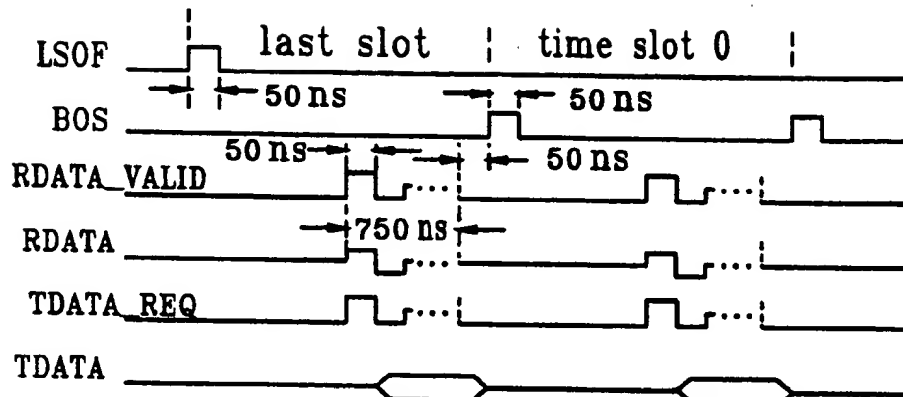 LSOF last slot time slot 0
50 ns 50 ns
BOS
50 ns 50 ns
RDATA_VALID
750 ns
RDATA
TDATA_REQ
TDATA